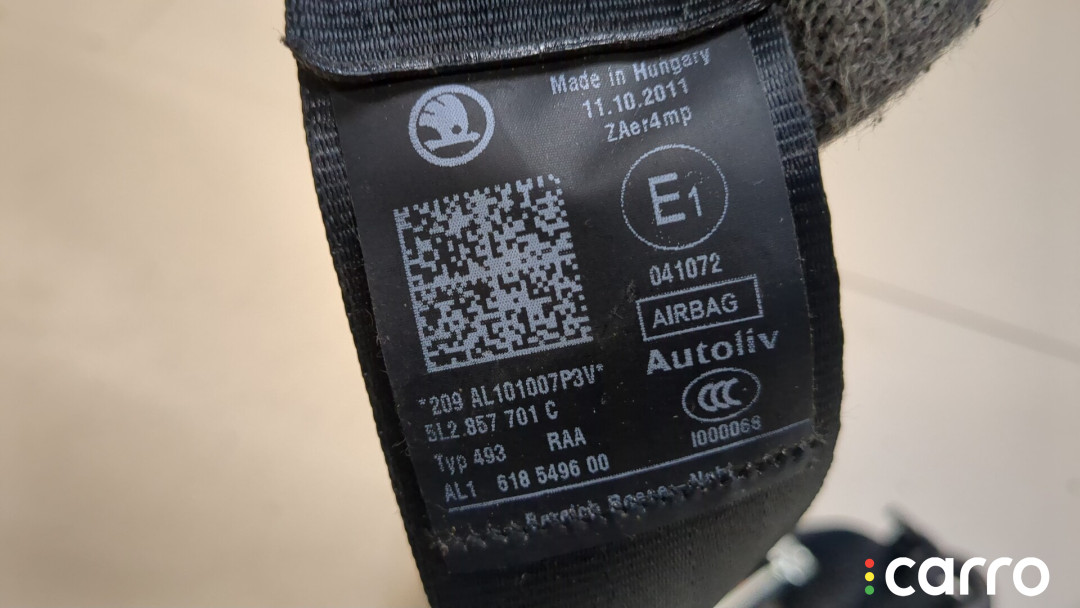 Made in Hungary
11.10.2011
ZAer4mp
E1
041072
AIRBAG
Autoliv
CCC
I000068
*209 AL101007P3V*
5L2.857 701 C
Typ 493 RAA
AL1 618 5496 00
carro